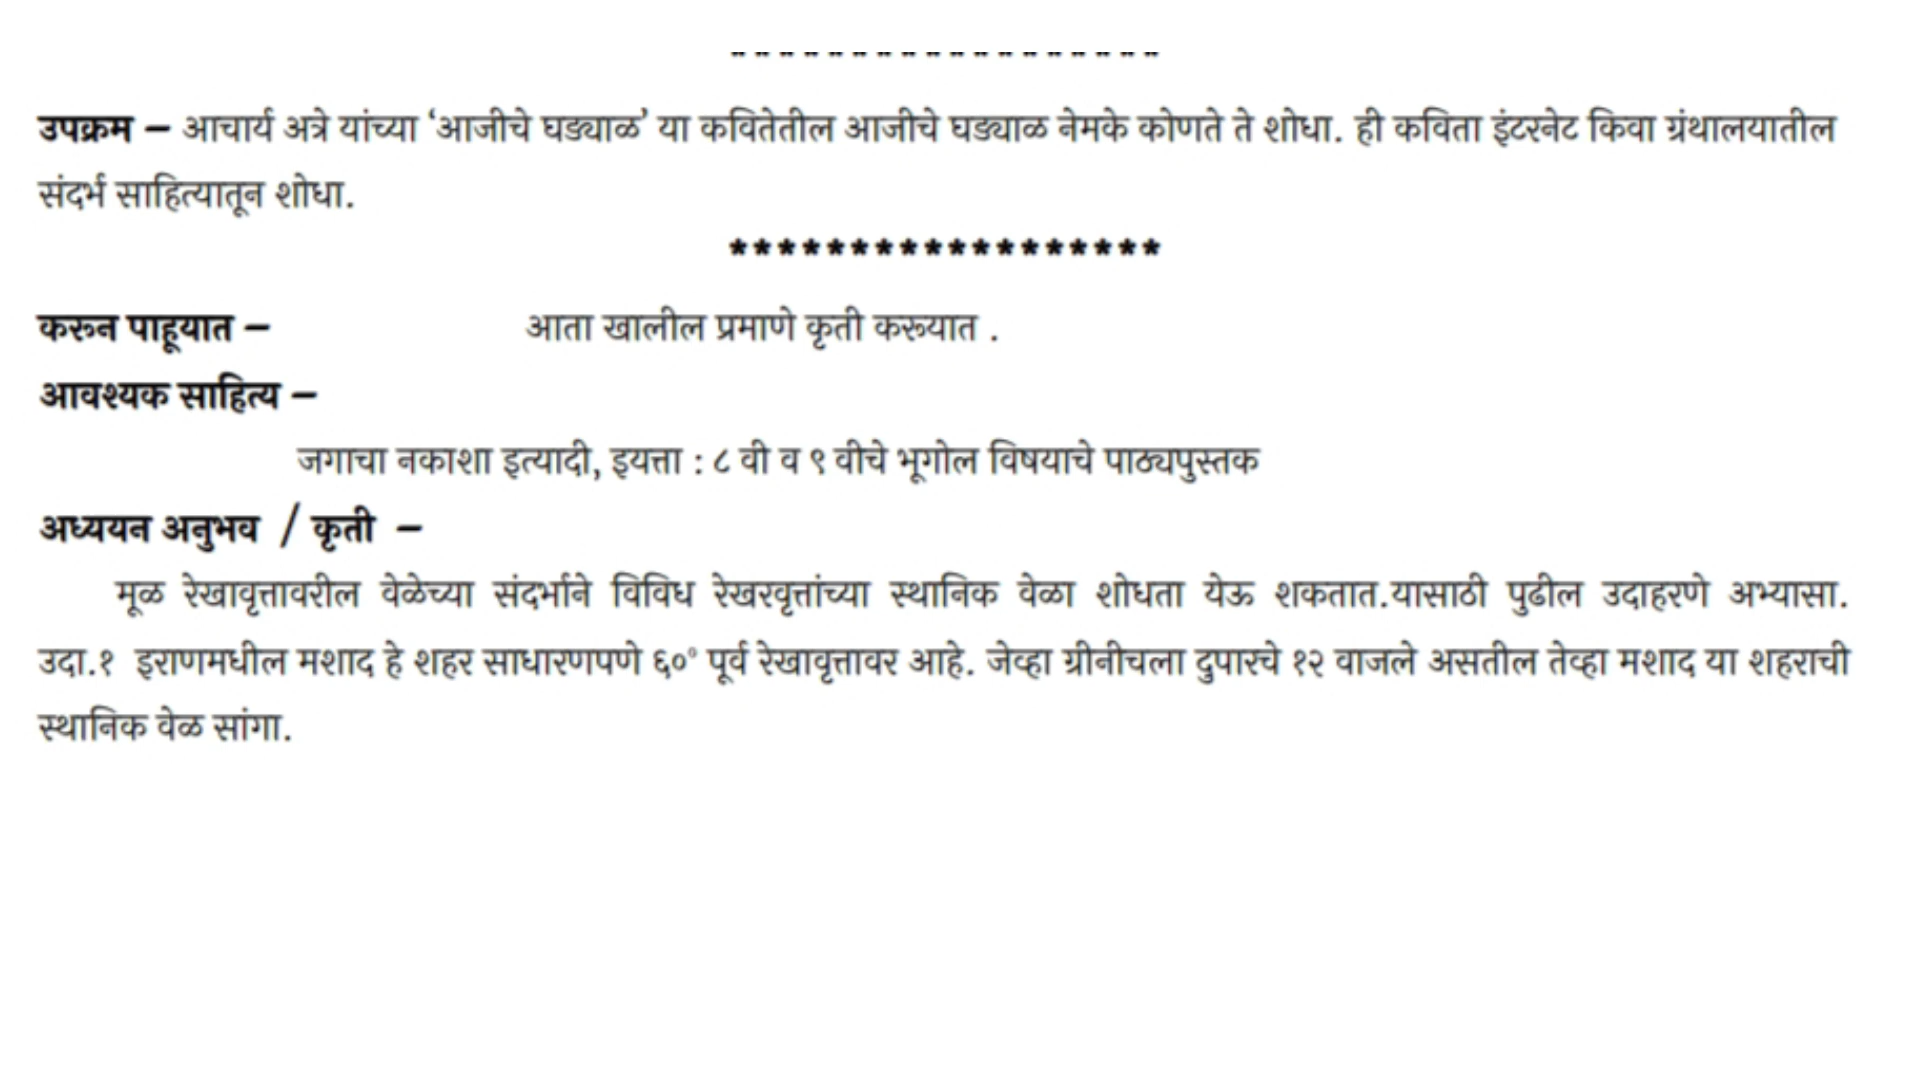 उपक्रम – आचार्य अत्रे यांच्या ‘आजीचे घड्याळ’ या कवितेतील आजीचे घड्याळ नेमके कोणते ते शोधा. ही कविता इंटरनेट किवा ग्रंथालयातील
संदर्भ साहित्यातून शोधा.
******************
करून पाहूयात – आता खालील प्रमाणे कृती करूयात .
आवश्यक साहित्य –
जगाचा नकाशा इत्यादी, इयत्ता : ८ वी व ९ वीचे भूगोल विषयाचे पाठ्यपुस्तक
अध्ययन अनुभव / कृती –
मूळ रेखावृत्तावरील वेळेच्या संदर्भाने विविध रेखरवृत्तांच्या स्थानिक वेळा शोधता येऊ शकतात.यासाठी पुढील उदाहरणे अभ्यासा.
उदा.१ इराणमधील मशाद हे शहर साधारणपणे ६०° पूर्व रेखावृत्तावर आहे. जेव्हा ग्रीनीचला दुपारचे १२ वाजले असतील तेव्हा मशाद या शहराची
स्थानिक वेळ सांगा.